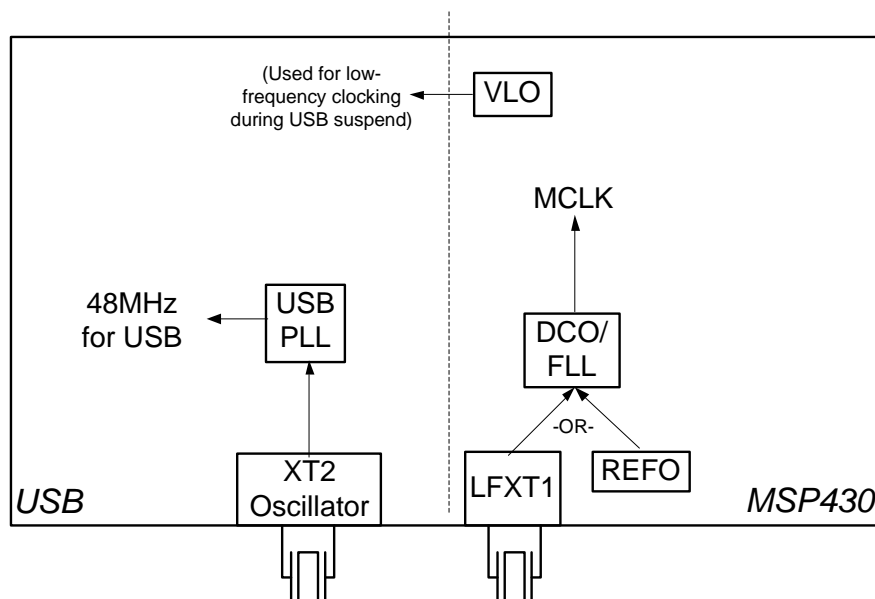 (Used for low-
frequency clocking
during USB suspend)
VLO
MCLK
48MHz
for USB
USB
PLL
DCO/
FLL
-OR-
XT2
Oscillator
LFXT1
REFO
USB
MSP430